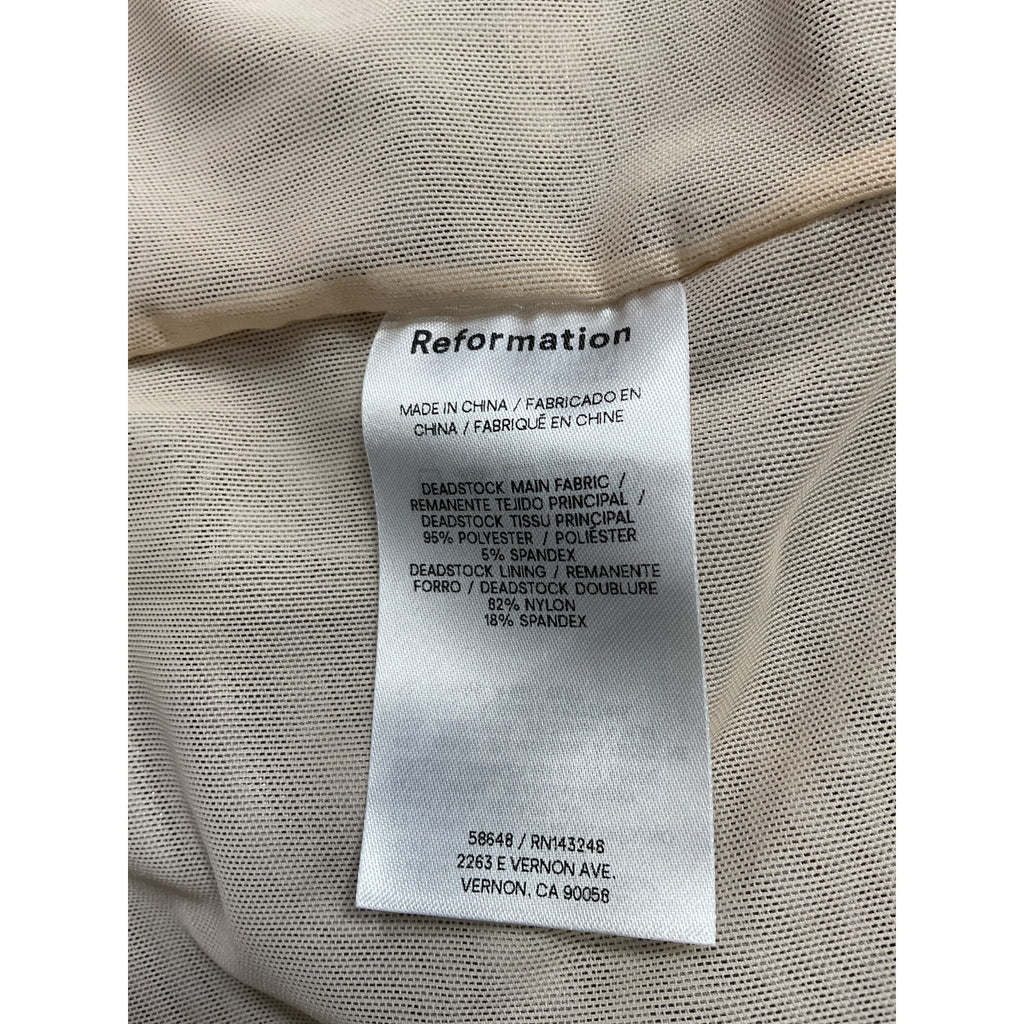 Reformation
MADE IN CHINA / FABRICADO EN
CHINA / FABRIQUÉ EN CHINE
DEADSTOCK MAIN FABRIC /
REMANENTE TEJIDO PRINCIPAL /
DEADSTOCK TISSU PRINCIPAL
95% POLYESTER / POLIÉSTER
5% SPANDEX
DEADSTOCK LINING / REMANENTE
FORRO / DEADSTOCK DOUBLURE
82% NYLON
18% SPANDEX
58648 / RN143248
2263 E VERNON AVE.
VERNON, CA 90058